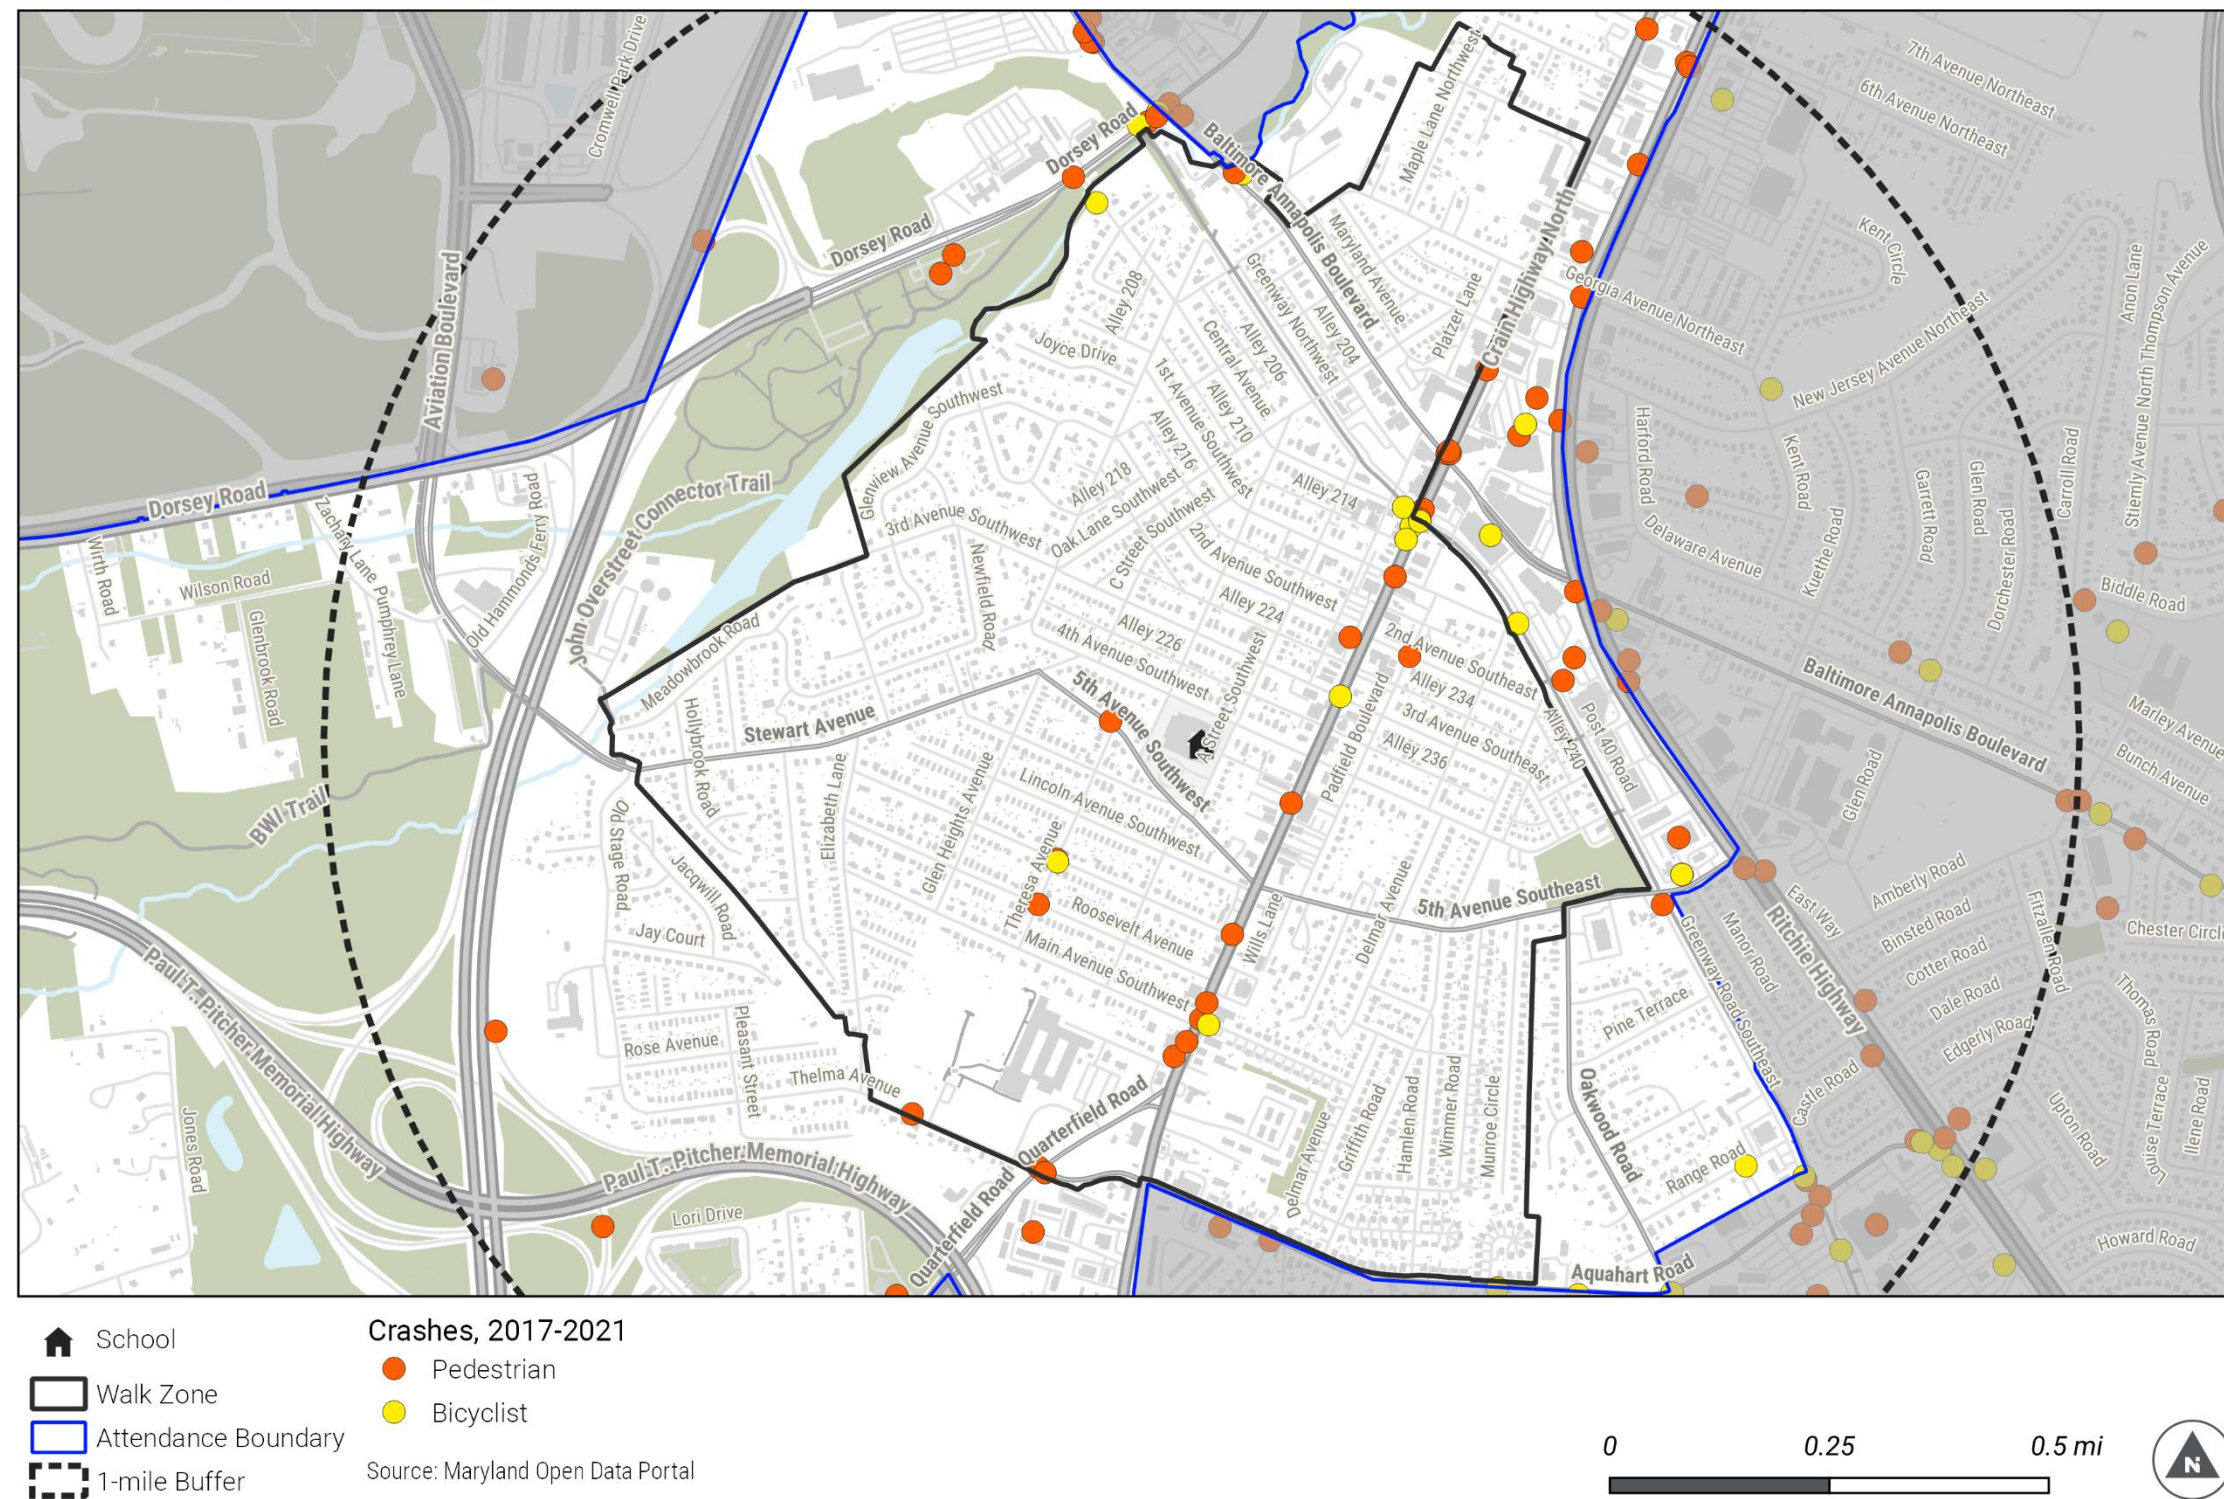 Cromwell Park Drive
7th Avenue Northeast
6th Avenue Northeast
Maple Lane Northwest
Dorsey Road
Baltimore Annapolis Boulevard
Dorsey Road
Aviation Boulevard
Maryland Avenue
Crain Highway North
Kent Circle
Anon Lane
Thompson Avenue
Stiemly Avenue North
Georgia Avenue Northeast
New Jersey Avenue Northeast
Greenway Northwest
Alley 208
Alley 204
Alley 206
Platzer Lane
Joyce Drive
Central Avenue
1st Avenue Southwest
Alley 210
Alley 216
Glenview Avenue Southwest
Harford Road
Kent Road
Carroll Road
Garrett Road
Glen Road
Dorsey Road
John Overstreet Connector Trail
Alley 218
Alley 214
Oak Lane Southwest
C Street Southwest
3rd Avenue Southwest
2nd Avenue Southwest
Delaware Avenue
Kuethe Road
Dorchester Road
Biddle Road
Wirth Road
Wilson Road
Zachary Lane
Pumphrey Lane
Old Hammonds Ferry Road
Glenbrook Road
Newfield Road
Alley 224
Alley 226
4th Avenue Southwest
A Street Southwest
2nd Avenue Southeast
Alley 234
3rd Avenue Southeast
Alley 236
Alley 240
Post 40 Road
Padfield Boulevard
Baltimore Annapolis Boulevard
Marley Avenue
Bunch Avenue
Meadowbrook Road
Hollybrook Road
Stewart Avenue
5th Avenue Southwest
BWI Trail
Old Stage Road
Elizabeth Lane
Glen Heights Avenue
Lincoln Avenue Southwest
Theresa Avenue
Roosevelt Avenue
Main Avenue Southwest
Jacqwill Road
Jay Court
Wills Lane
Delmar Avenue
5th Avenue Southeast
Glen Road
Amberly Road
East Way
Binsted Road
Fitzallen Road
Chester Circle
Cotter Road
Dale Road
Edgerly Road
Thomas Road
Manor Road
Ritchie Highway
Greenway Road Southeast
Castle Road
Upton Road
Louise Terrace
Ilene Road
Howard Road
Pine Terrace
Oakwood Road
Range Road
Aquahart Road
Paul T. Pitcher Memorial Highway
Jones Road
Rose Avenue
Pleasant Street
Thelma Avenue
Paul T. Pitcher Memorial Highway
Lori Drive
Quarterfield Road
Quarterfield Road
Delmar Avenue
Griffith Road
Hamlen Road
Wimmer Road
Munroe Circle
School
Walk Zone
Attendance Boundary
1-mile Buffer
Crashes, 2017-2021
Pedestrian
Bicyclist
Source: Maryland Open Data Portal
0 0.25 0.5 mi
N